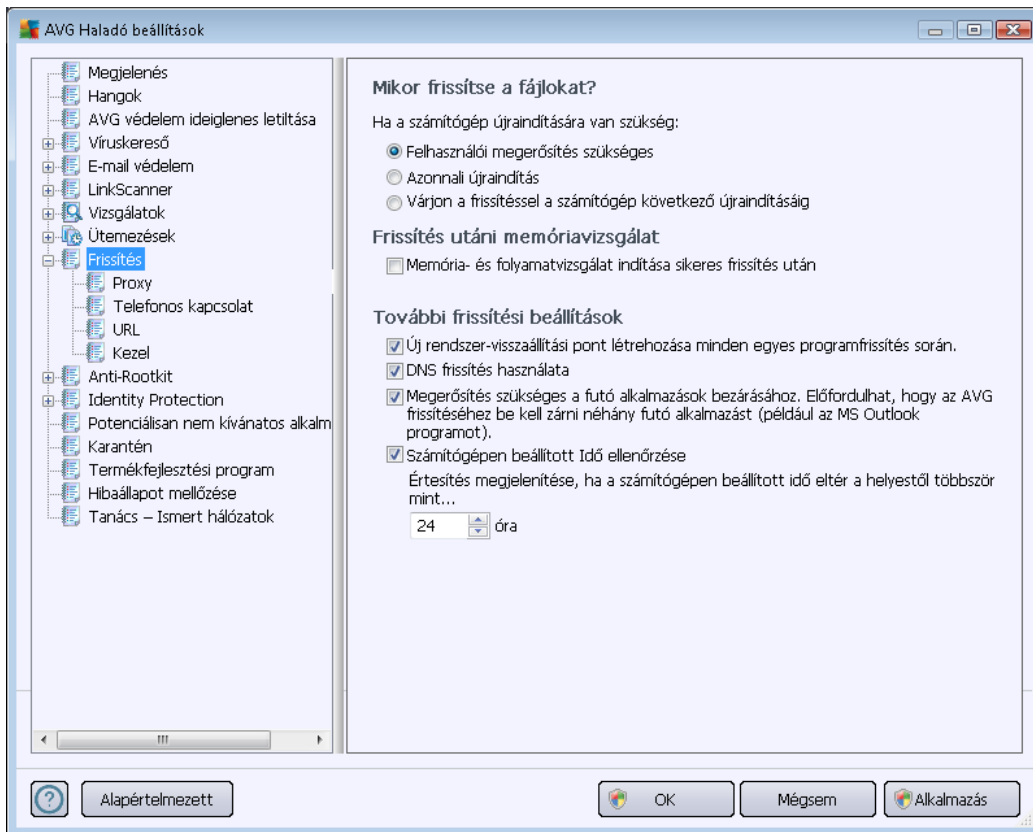 AVG Haladó beállítások
Megjelenés
Hangok
AVG védelem ideiglenes letiltása
Víruskereső
E-mail védelem
LinkScanner
Vizsgálatok
Ütemezések
Frissítés
Proxy
Telefonos kapcsolat
URL
Kezel
Anti-Rootkit
Identity Protection
Potenciálisan nem kívánatos alkalm
Karantén
Termékfejlesztési program
Hibaállapot mellőzése
Tanács – Ismert hálózatok
Mikor frissítse a fájlokat?
Ha a számítógép újraindítására van szükség:
Felhasználói megerősítés szükséges
Azonnali újraindítás
Várjon a frissítéssel a számítógép következő újraindításáig
Frissítés utáni memóriavizsgálat
Memória- és folyamatvizsgálat indítása sikeres frissítés után
További frissítési beállítások
Új rendszer-visszaállítási pont létrehozása minden egyes programfrissítés során.
DNS frissítés használata
Megerősítés szükséges a futó alkalmazások bezárásához. Előfordulhat, hogy az AVG
frissítéséhez be kell zárni néhány futó alkalmazást (például az MS Outlook
programot).
Számítógépen beállított Idő ellenőrzése
Értesítés megjelenítése, ha a számítógépen beállított idő eltér a helyestől többször
mint...
24 óra
Alapértelmezett
OK
Mégsem
Alkalmazás